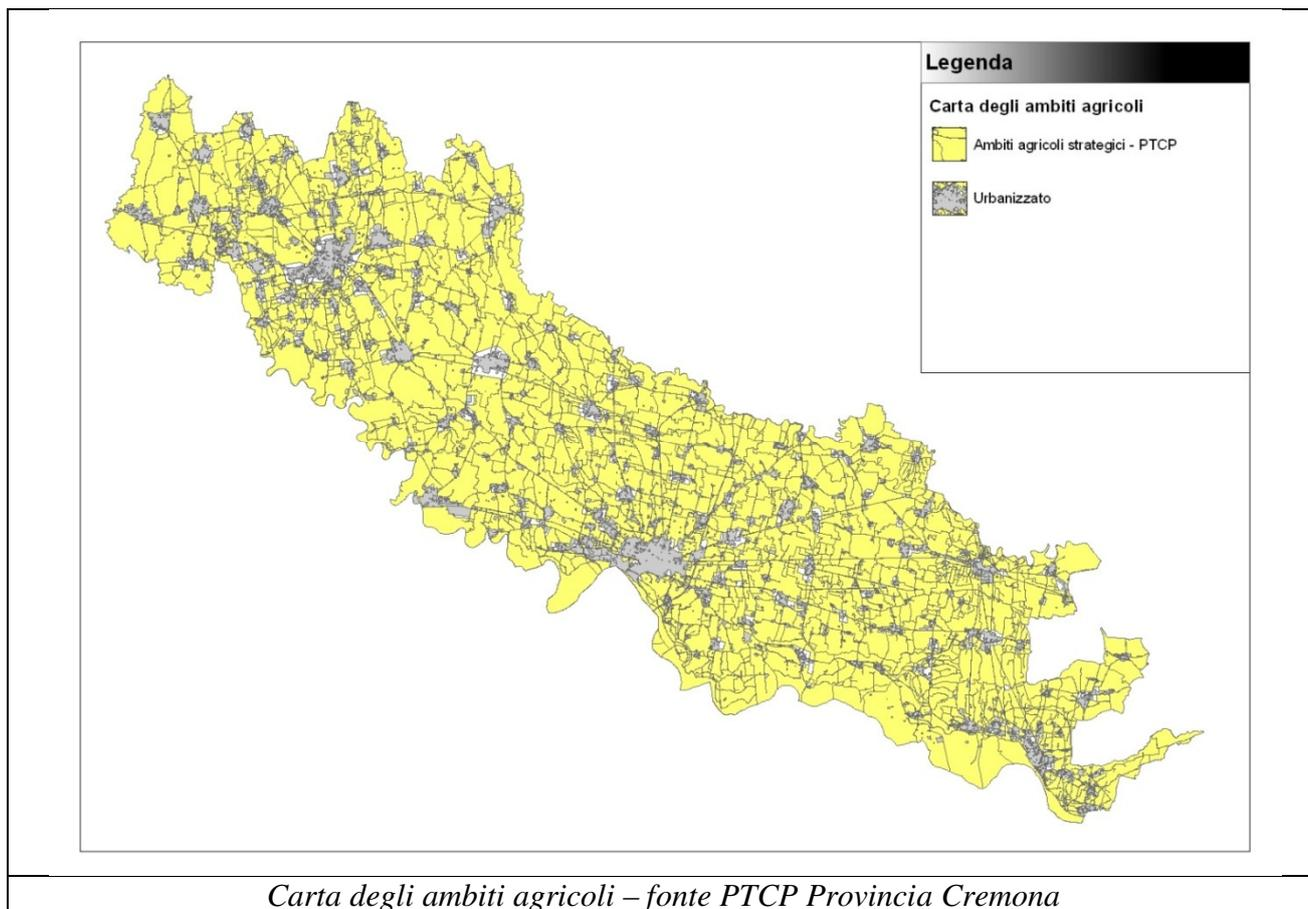 Legenda
Carta degli ambiti agricoli
Ambiti agricoli strategici - PTCP
Urbanizzato
Carta degli ambiti agricoli – fonte PTCP Provincia Cremona